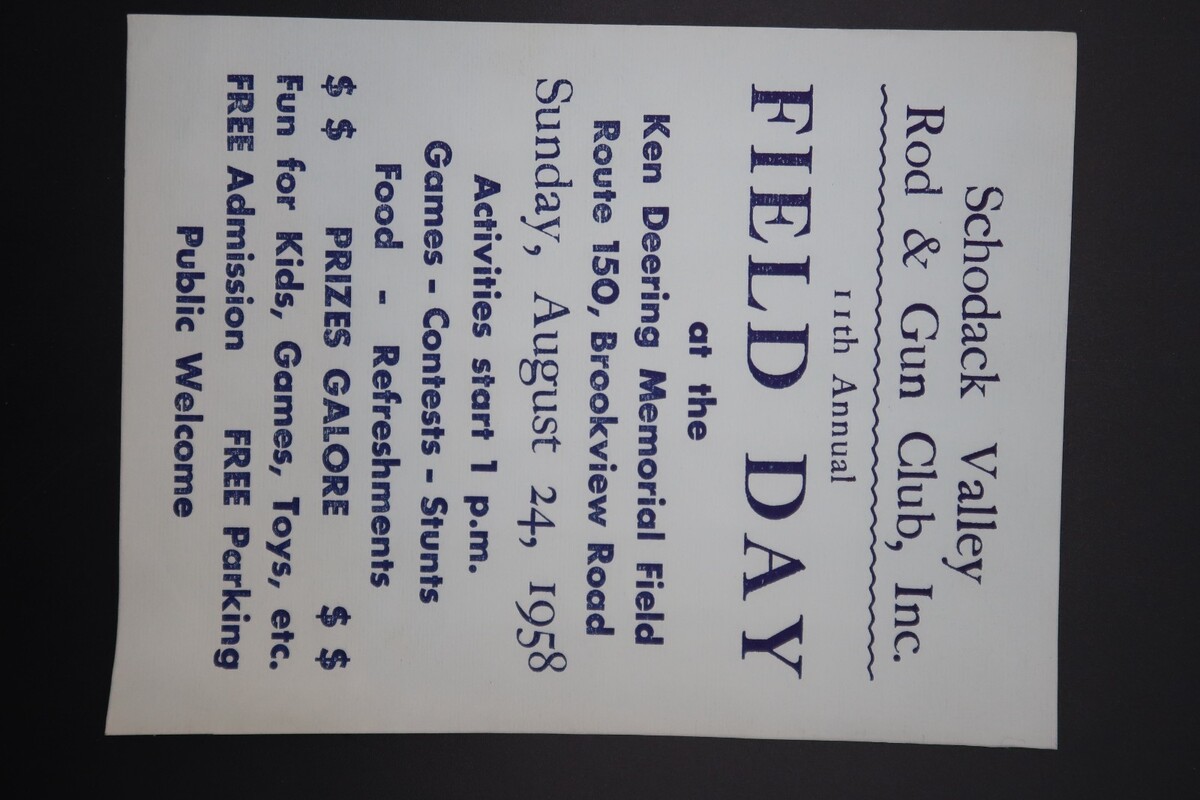 Schodack Valley
Rod & Gun Club, Inc.
11th Annual
FIELD DAY
at the
Ken Deering Memorial Field
Route 150, Brookview Road
Sunday, August 24, 1958
Activities start 1 p.m.
Games - Contests - Stunts
Food - Refreshments
$ $ PRIZES GALORE $ $
Fun for Kids, Games, Toys, etc.
FREE Admission FREE Parking
Public Welcome